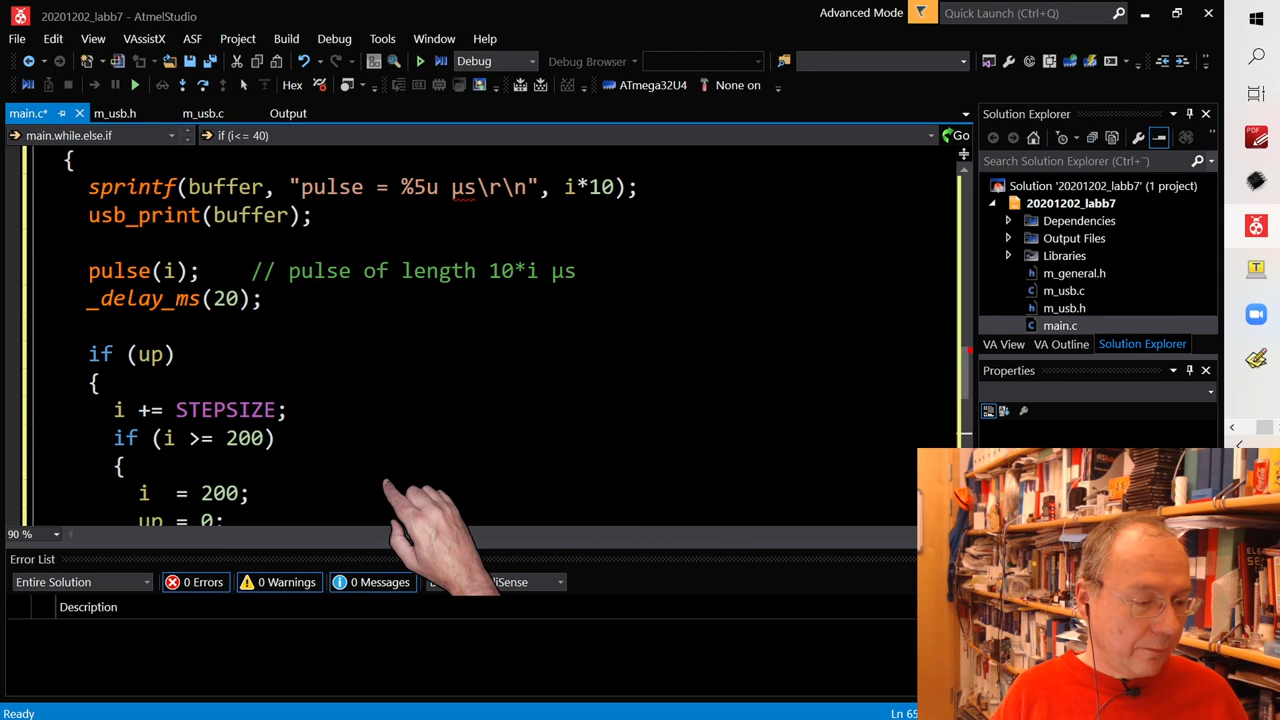 20201202_labb7 - AtmelStudio
Advanced Mode
Quick Launch (Ctrl+Q)
File Edit View VAssistX ASF Project Build Debug Tools Window Help
Debug
Debug Browser
Hex
ATmega32U4
None on
main.c*
m_usb.h
m_usb.c
Output
main.while.else.if
if (i<= 40)
Go
{
sprintf(buffer, "pulse = %5u µs\r\n", i*10);
usb_print(buffer);
pulse(i); // pulse of length 10*i µs
_delay_ms(20);
if (up)
{
i += STEPSIZE;
if (i >= 200)
{
i = 200;
up = 0;
90 %
Error List
Entire Solution
0 Errors
0 Warnings
0 Messages
Description
Ready
Ln 65
Solution Explorer
Search Solution Explorer (Ctrl+¨)
Solution '20201202_labb7' (1 project)
20201202_labb7
Dependencies
Output Files
Libraries
m_general.h
m_usb.c
m_usb.h
main.c
VA View
VA Outline
Solution Explorer
Properties
PDF
T